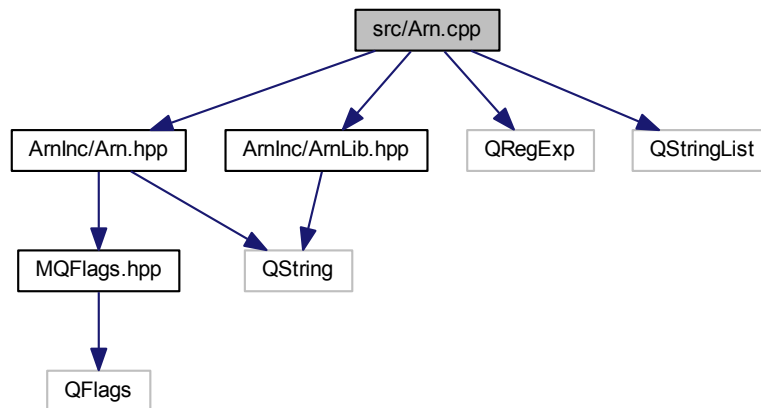 src/Arn.cpp
ArnInc/Arn.hpp
ArnInc/ArnLib.hpp
QRegExp
QStringList
MQFlags.hpp
QString
QFlags